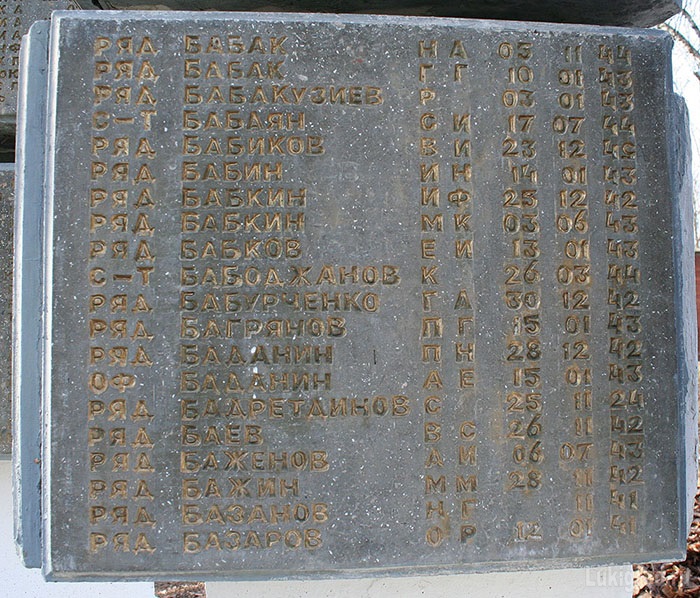 РЯД БАБАК Н А 03 11 44
РЯД БАБАК Г Г 10 01 43
РЯД БАБАКУЗИЕВ Р 03 01 43
С-Т БАБАЯН С И 17 07 44
РЯД БАБИКОВ В И 23 12 42
РЯД БАБИН И Н 14 01 43
РЯД БАБКИН И Ф 25 12 42
РЯД БАБКИН М К 03 06 43
РЯД БАБКОВ Е И 13 01 43
С-Т БАБОДЖАНОВ К 26 03 44
РЯД БАБУРЧЕНКО Г А 30 12 42
РЯД БАГРЯНОВ П Г 15 01 43
РЯД БАДАНИН П Н 28 12 42
ОФ БАДАНИН А Е 15 01 43
РЯД БАДРЕТДИНОВ С 25 11 24
РЯД БАЕВ В С 26 11 42
РЯД БАЖЕНОВ А И 06 07 43
РЯД БАЖИН М М 28 11 42
РЯД БАЗАНОВ Н Г 11 41
РЯД БАЗАРОВ О Р 12 01 41